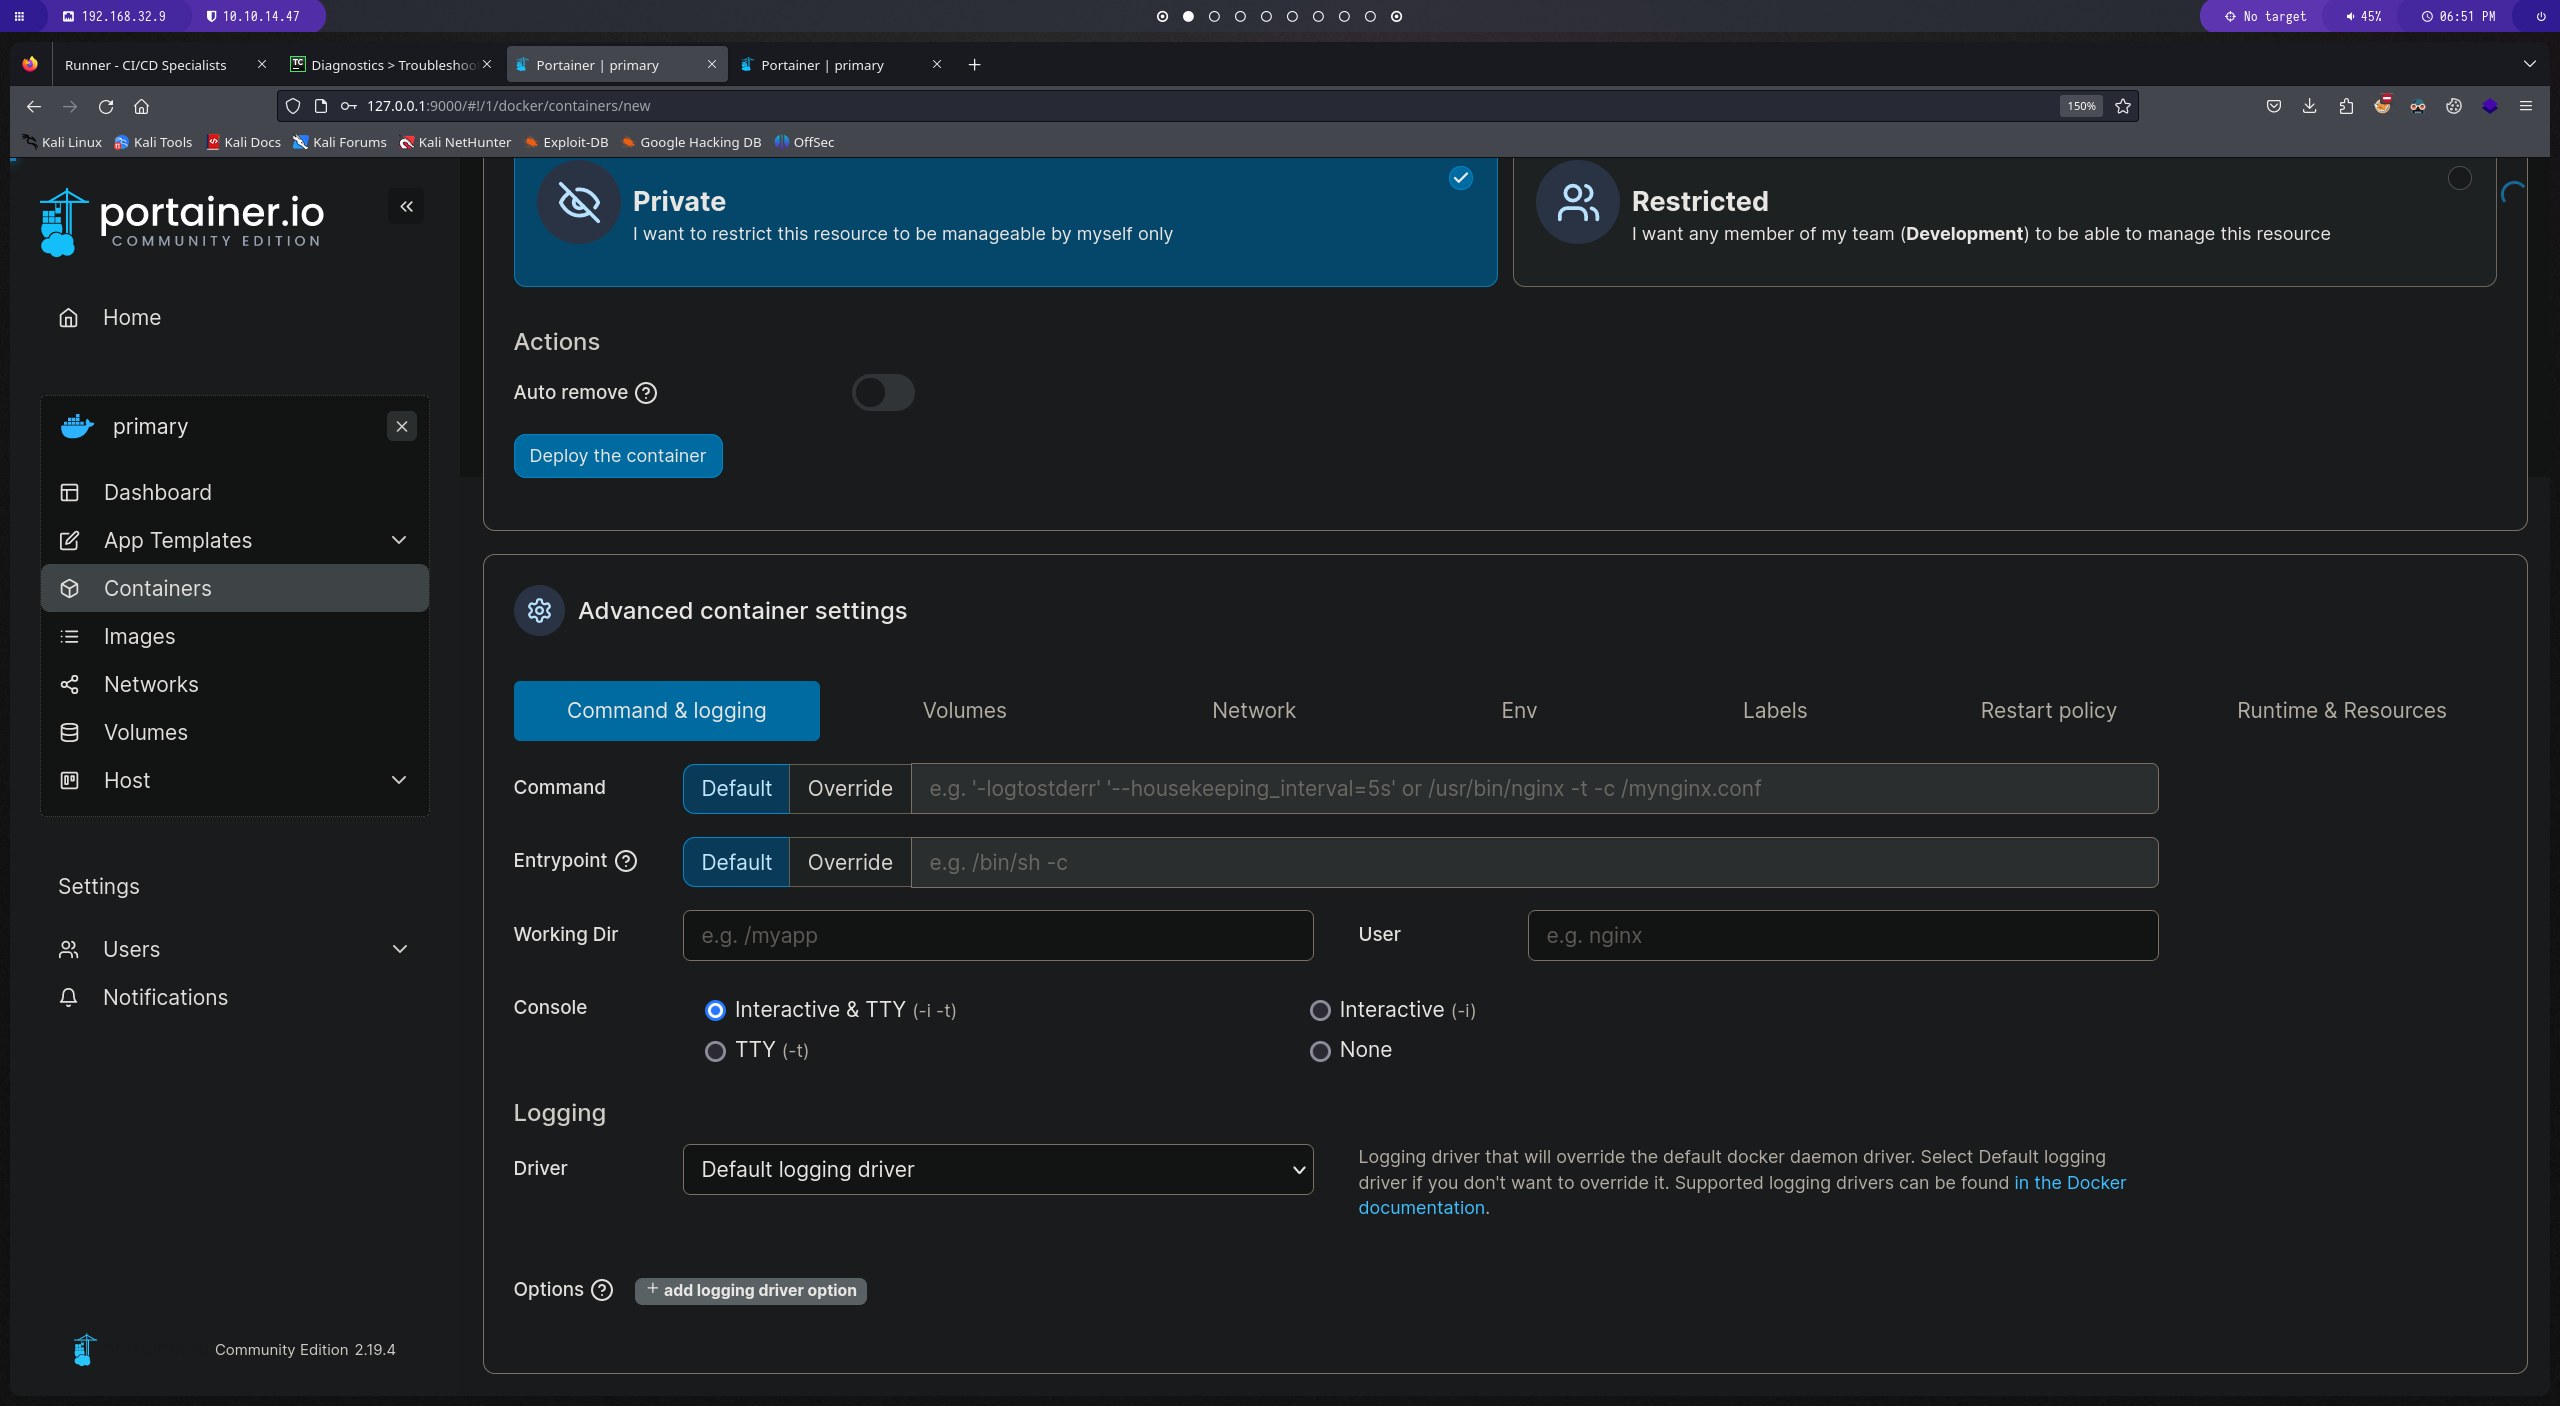 192.168.32.9 10.10.14.47 No target 45% 06:51 PM
Runner - CI/CD Specialists TC Diagnostics > Troubleshoo Portainer | primary Portainer | primary
127.0.0.1:9000/#!/1/docker/containers/new 150%
Kali Linux Kali Tools Kali Docs Kali Forums Kali NetHunter Exploit-DB Google Hacking DB OffSec
portainer.io
COMMUNITY EDITION
Home
primary
Dashboard
App Templates
Containers
Images
Networks
Volumes
Host
Settings
Users
Notifications
Community Edition 2.19.4
Private
I want to restrict this resource to be manageable by myself only
Restricted
I want any member of my team (Development) to be able to manage this resource
Actions
Auto remove
Deploy the container
Advanced container settings
Command & logging Volumes Network Env Labels Restart policy Runtime & Resources
Command Default Override e.g. '-logtostderr' '--housekeeping_interval=5s' or /usr/bin/nginx -t -c /mynginx.conf
Entrypoint Default Override e.g. /bin/sh -c
Working Dir e.g. /myapp User e.g. nginx
Console Interactive & TTY (-i -t) Interactive (-i)
TTY (-t) None
Logging
Driver Default logging driver
Logging driver that will override the default docker daemon driver. Select Default logging
driver if you don't want to override it. Supported logging drivers can be found in the Docker
documentation.
Options + add logging driver option